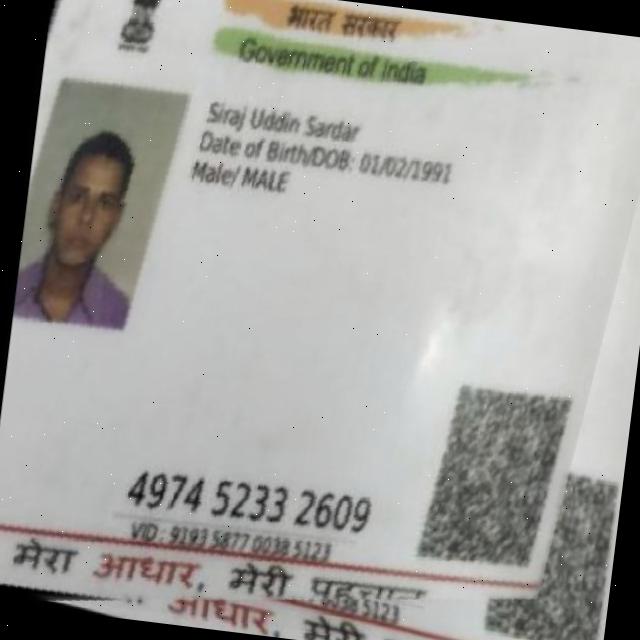 भारत सरकार
Government of India
Siraj Uddin Sardar
Date of Birth/DOB: 01/02/1991
Male/ MALE
4974 5233 2609
VID : 9193 5877 0038 5123
मेरा आधार, मेरी पहचान
5123
आधार, मेरी